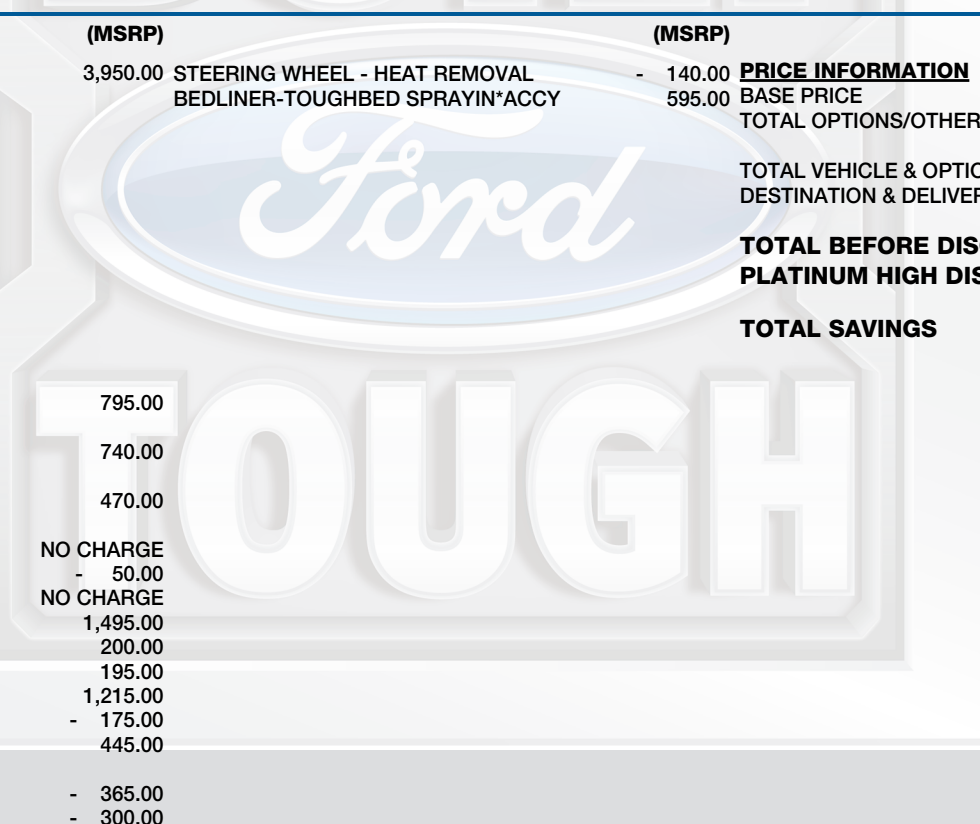 (MSRP)
3,950.00
795.00
740.00
470.00
NO CHARGE
- 50.00
NO CHARGE
1,495.00
200.00
195.00
1,215.00
- 175.00
445.00
- 365.00
- 300.00
(MSRP)
STEERING WHEEL - HEAT REMOVAL - 140.00
BEDLINER-TOUGHBED SPRAYIN*ACCY 595.00
PRICE INFORMATION
BASE PRICE
TOTAL OPTIONS/OTHER
TOTAL VEHICLE & OPTIO
DESTINATION & DELIVER
TOTAL BEFORE DIS
PLATINUM HIGH DIS
TOTAL SAVINGS
Ford
TOUGH